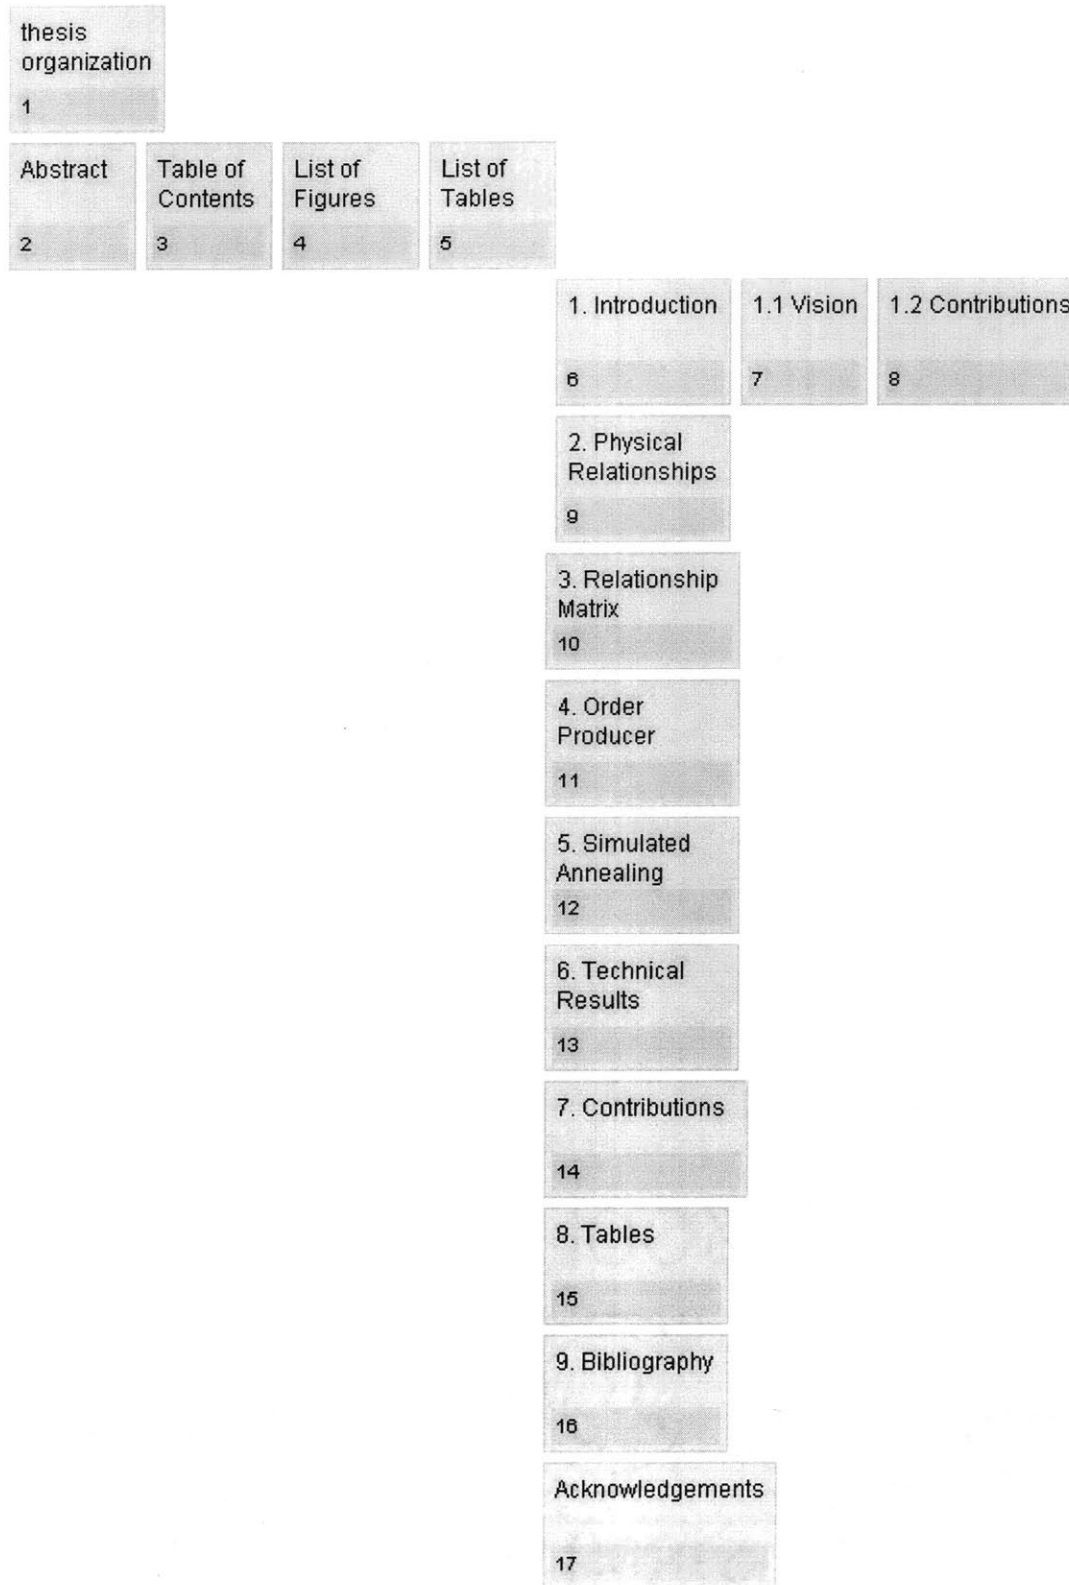 thesis
organization
1
Abstract
2
Table of
Contents
3
List of
Figures
4
List of
Tables
5
1. Introduction
6
1.1 Vision
7
1.2 Contributions
8
2. Physical
Relationships
9
3. Relationship
Matrix
10
4. Order
Producer
11
5. Simulated
Annealing
12
6. Technical
Results
13
7. Contributions
14
8. Tables
15
9. Bibliography
16
Acknowledgements
17